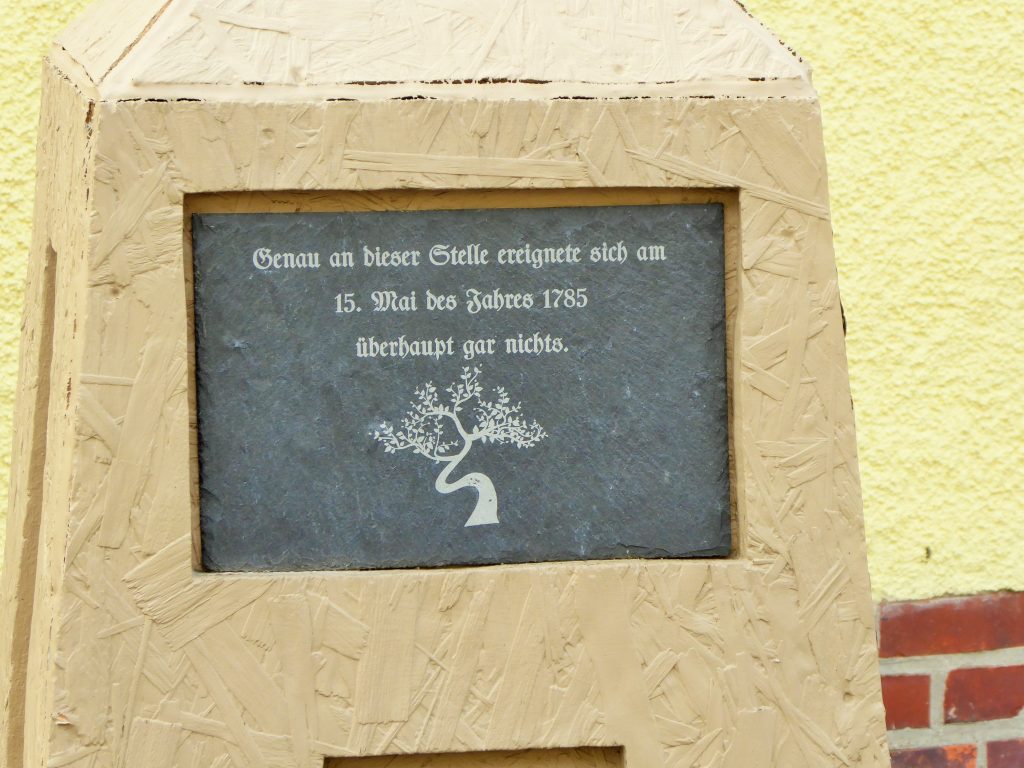 Genau an dieser Stelle ereignete sich am
15. Mai des Jahres 1785
überhaupt gar nichts.